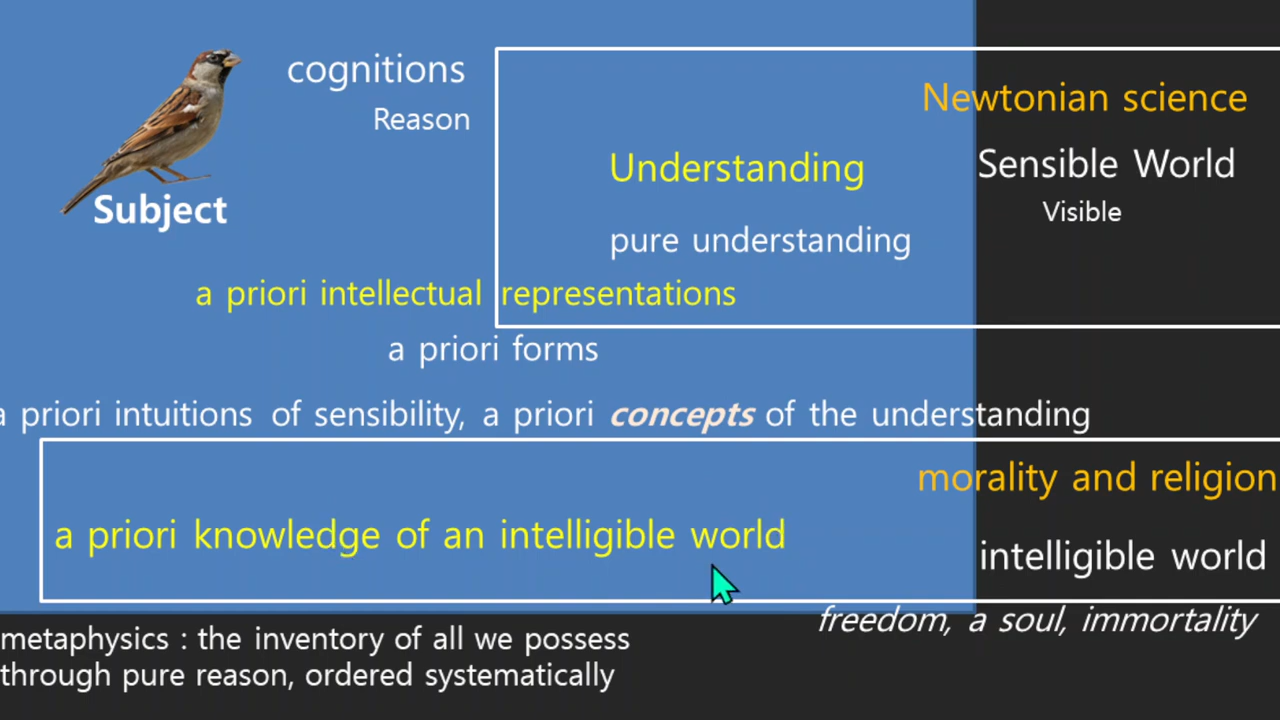 cognitions
Reason
Subject
Newtonian science
Understanding
Sensible World
Visible
pure understanding
a priori intellectual representations
a priori forms
a priori intuitions of sensibility, a priori concepts of the understanding
morality and religion
a priori knowledge of an intelligible world
intelligible world
freedom, a soul, immortality
metaphysics : the inventory of all we possess
through pure reason, ordered systematically